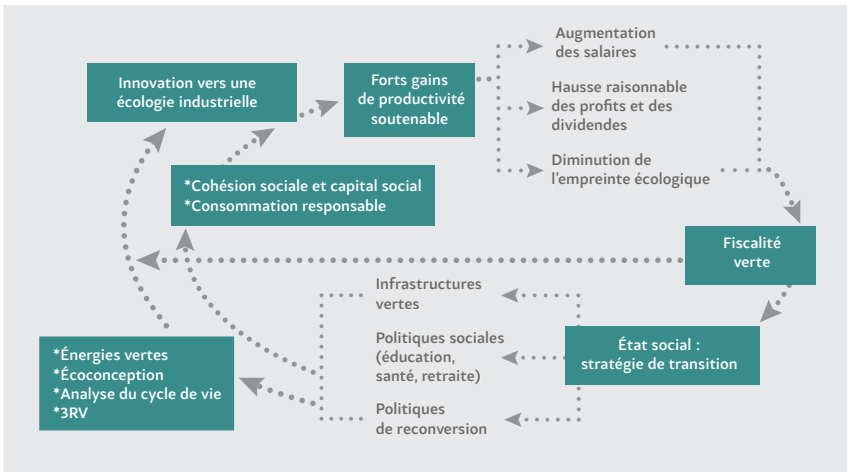 Innovation vers une
écologie industrielle
Forts gains
de productivité
soutenable
Augmentation
des salaires
Hausse raisonnable
des profits et des
dividendes
Diminution de
l'empreinte écologique
*Cohésion sociale et capital social
*Consommation responsable
Fiscalité
verte
Infrastructures
vertes
Politiques sociales
(éducation,
santé, retraite)
Politiques
de reconversion
État social :
stratégie de transition
*Énergies vertes
*Écoconception
*Analyse du cycle de vie
*3RV